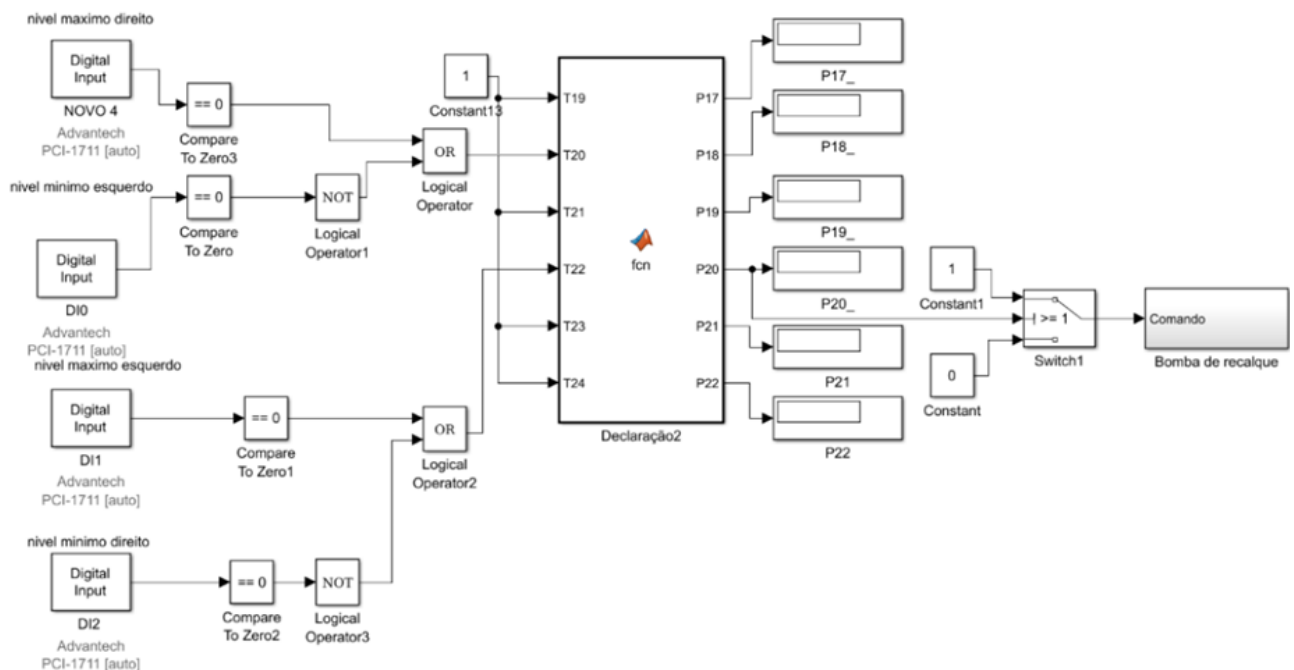 nivel maximo direito
Digital
Input
NOVO 4
Advantech
PCI-1711 [auto]
== 0
Compare
To Zero3
nivel minimo esquerdo
Digital
Input
DI0
Advantech
PCI-1711 [auto]
== 0
Compare
To Zero
NOT
Logical
Operator1
OR
Logical
Operator
1
Constant13
nivel maximo esquerdo
Digital
Input
DI1
Advantech
PCI-1711 [auto]
== 0
Compare
To Zero1
OR
Logical
Operator2
nivel minimo direito
Digital
Input
DI2
Advantech
PCI-1711 [auto]
== 0
Compare
To Zero2
NOT
Logical
Operator3
T19
T20
T21
T22
T23
T24
fcn
P17
P18
P19
P20
P21
P22
Declaração2
P17_
P18_
P19_
P20_
P21
P22
1
Constant1
0
Constant
| >= 1
Switch1
Comando
Bomba de recalque